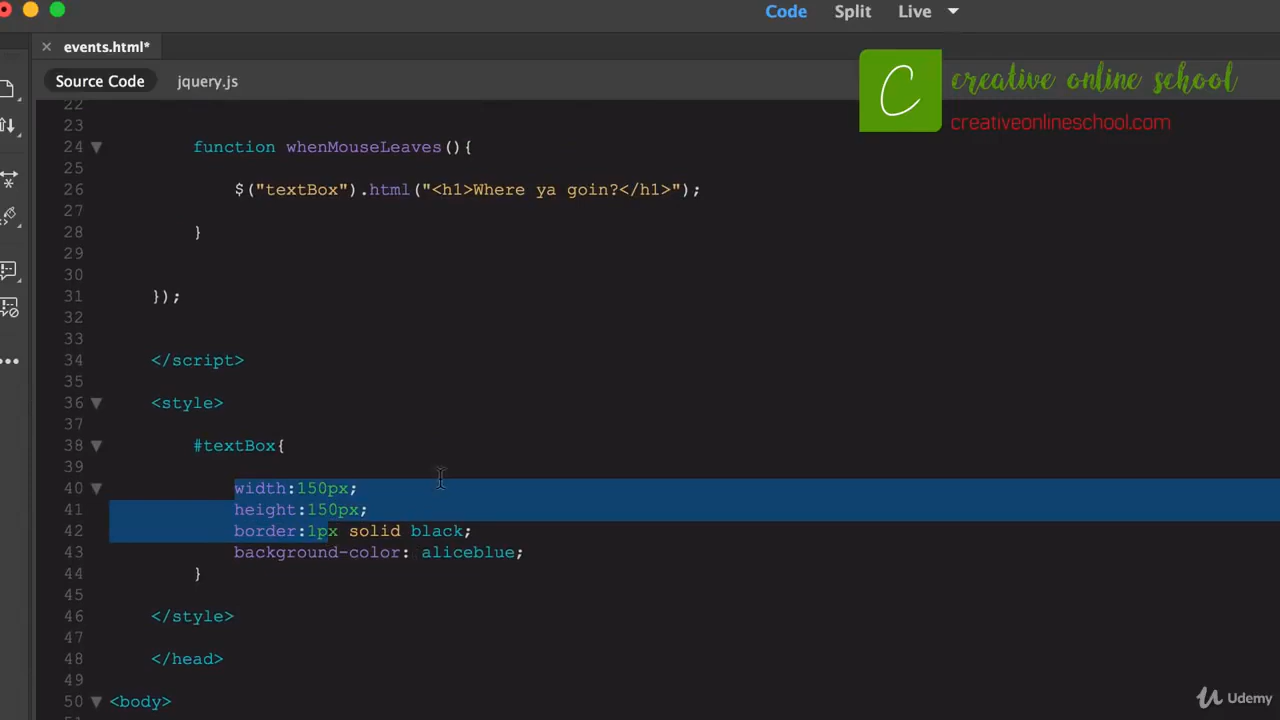 Code Split Live
events.html*
Source Code jquery.js
C creative online school
creativeonlineschool.com
22
23
24 function whenMouseLeaves(){
25
26 $("textBox").html("<h1>Where ya goin?</h1>");
27
28 }
29
30
31 });
32
33
34 </script>
35
36 <style>
37
38 #textBox{
39
40 width:150px;
41 height:150px;
42 border:1px solid black;
43 background-color: aliceblue;
44 }
45
46 </style>
47
48 </head>
49
50 <body>
Udemy